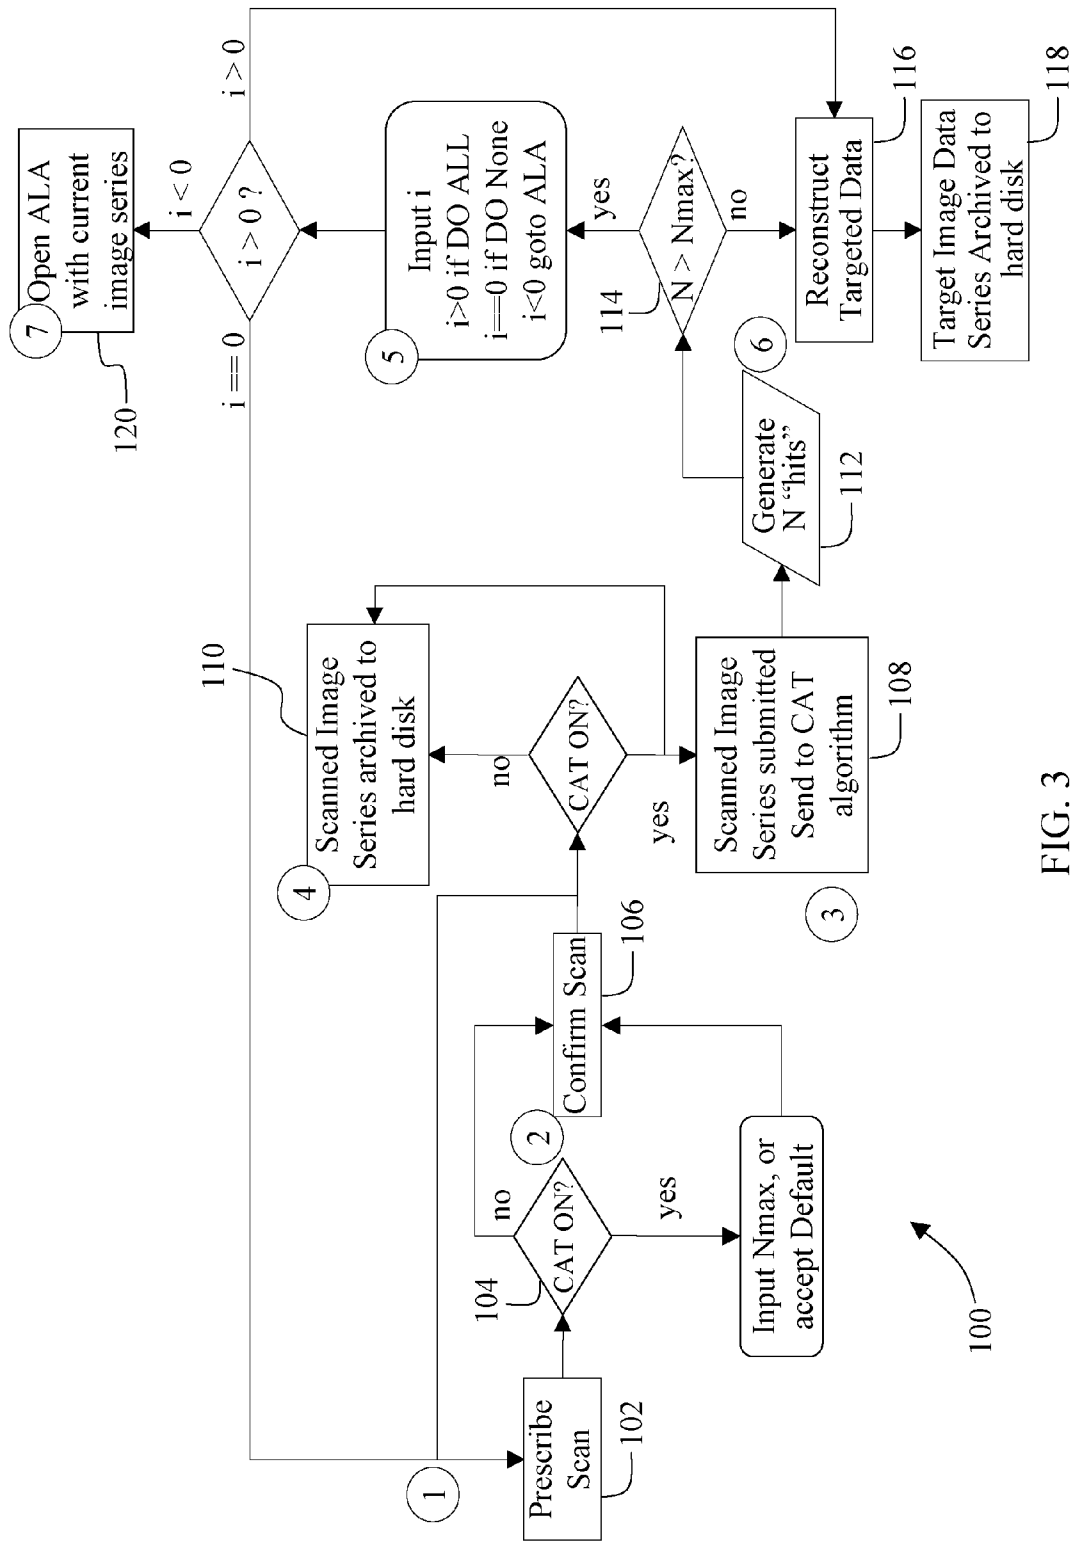 1
Prescribe
Scan
102
104
CAT ON?
no
yes
Input Nmax, or
accept Default
2
Confirm Scan
106
CAT ON?
no
yes
4
Scanned Image
Series archived to
hard disk
110
3
Scanned Image
Series submitted
Send to CAT
algorithm
108
Generate
N “hits”
112
114
N > Nmax?
yes
no
5
Input i
i>0 if DO ALL
i==0 if DO None
i<0 goto ALA
i > 0 ?
i == 0
i < 0
i > 0
7
Open ALA
with current
image series
120
6
Reconstruct
Targeted Data
116
Target Image Data
Series Archived to
hard disk
118
100
FIG. 3